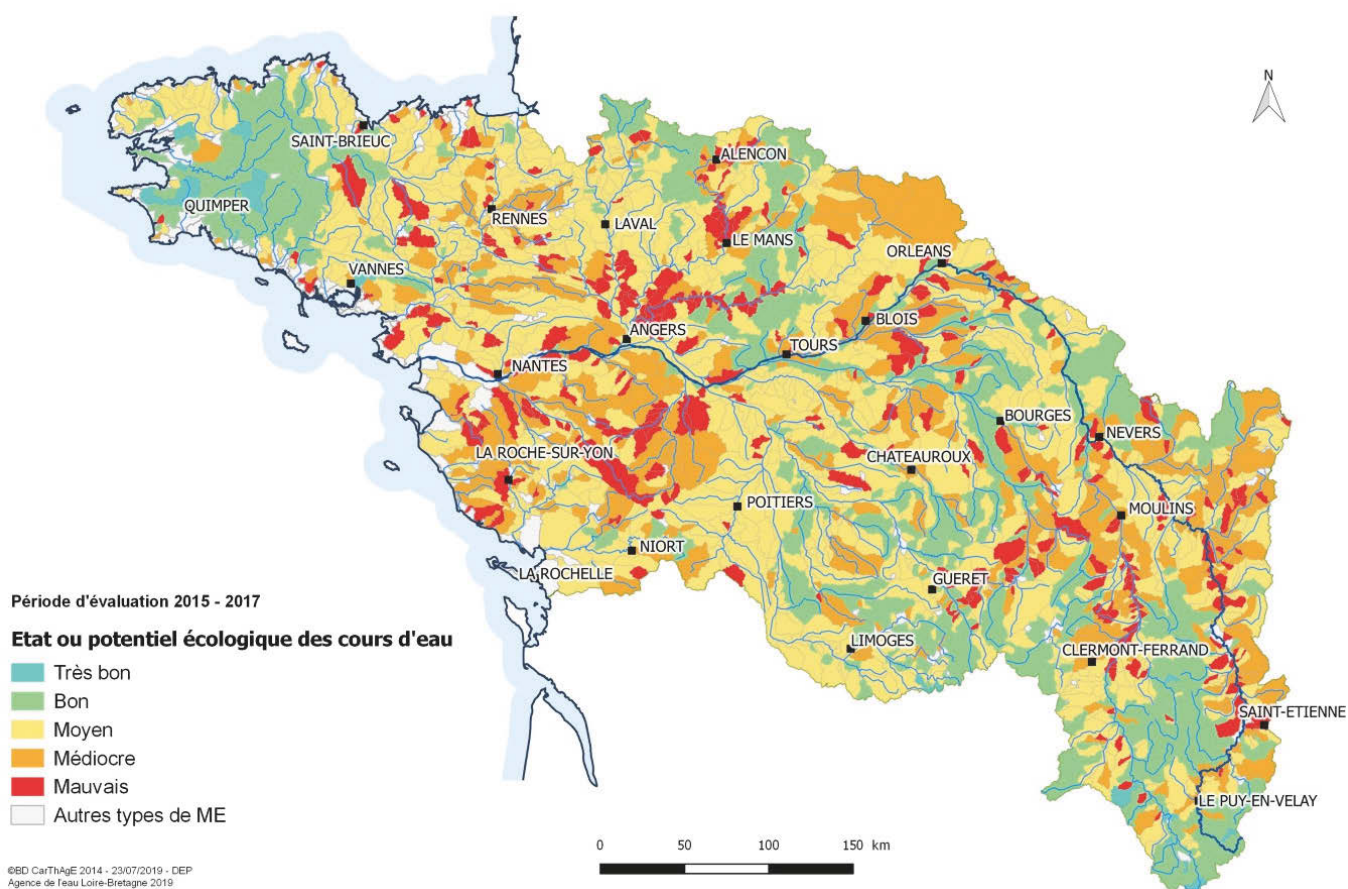 N
SAINT-BRIEUC
ALENCON
QUIMPER
RENNES
LAVAL
LE MANS
ORLEANS
VANNES
BLOIS
ANGERS
TOURS
NANTES
BOURGES
NEVERS
LA ROCHE-SUR-YON
CHATEAUROUX
POITIERS
MOULINS
NIORT
LA ROCHELLE
GUERET
LIMOGES
CLERMONT-FERRAND
SAINT-ETIENNE
LE PUY-EN-VELAY
Période d'évaluation 2015 - 2017
Etat ou potentiel écologique des cours d'eau
Très bon
Bon
Moyen
Médiocre
Mauvais
Autres types de ME
0 50 100 150 km
©BD CarThAgE 2014 - 23/07/2019 - DEP
Agence de l'eau Loire-Bretagne 2019